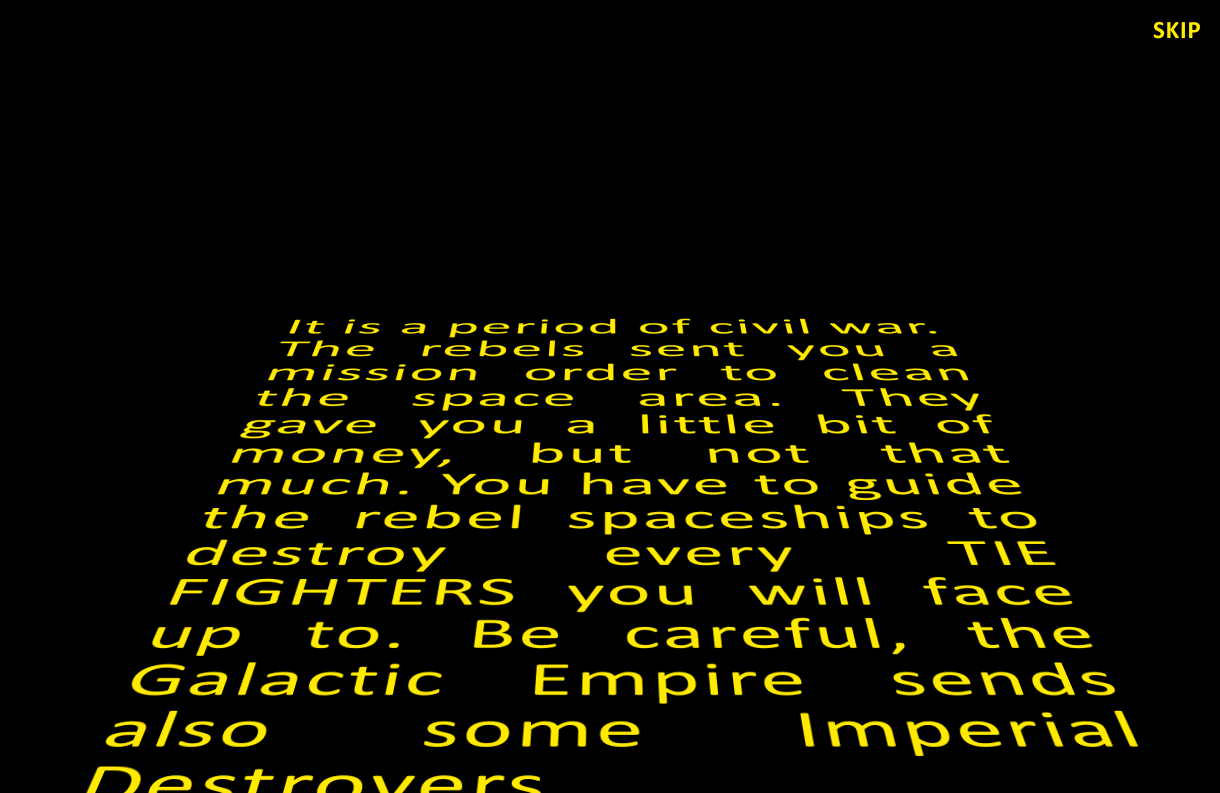 SKIP
It is a period of civil war.
The rebels sent you a
mission order to clean
the space area. They
gave you a little bit of
money, but not that
much. You have to guide
the rebel spaceships to
destroy every TIE
FIGHTERS you will face
up to. Be careful, the
Galactic Empire sends
also some Imperial
Destroyers